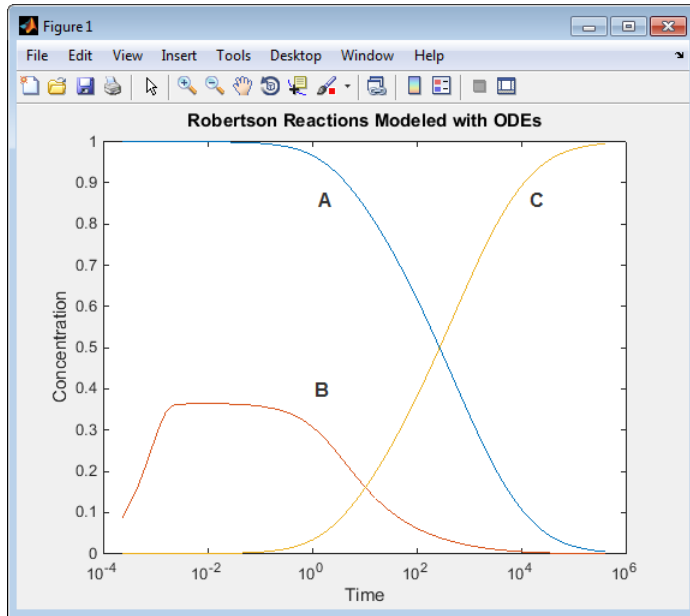 Figure 1
File Edit View Insert Tools Desktop Window Help
Robertson Reactions Modeled with ODEs
1
0.9
0.8
0.7
0.6
0.5
0.4
0.3
0.2
0.1
0
Concentration
A
C
B
10^-4 10^-2 10^0 10^2 10^4 10^6
Time